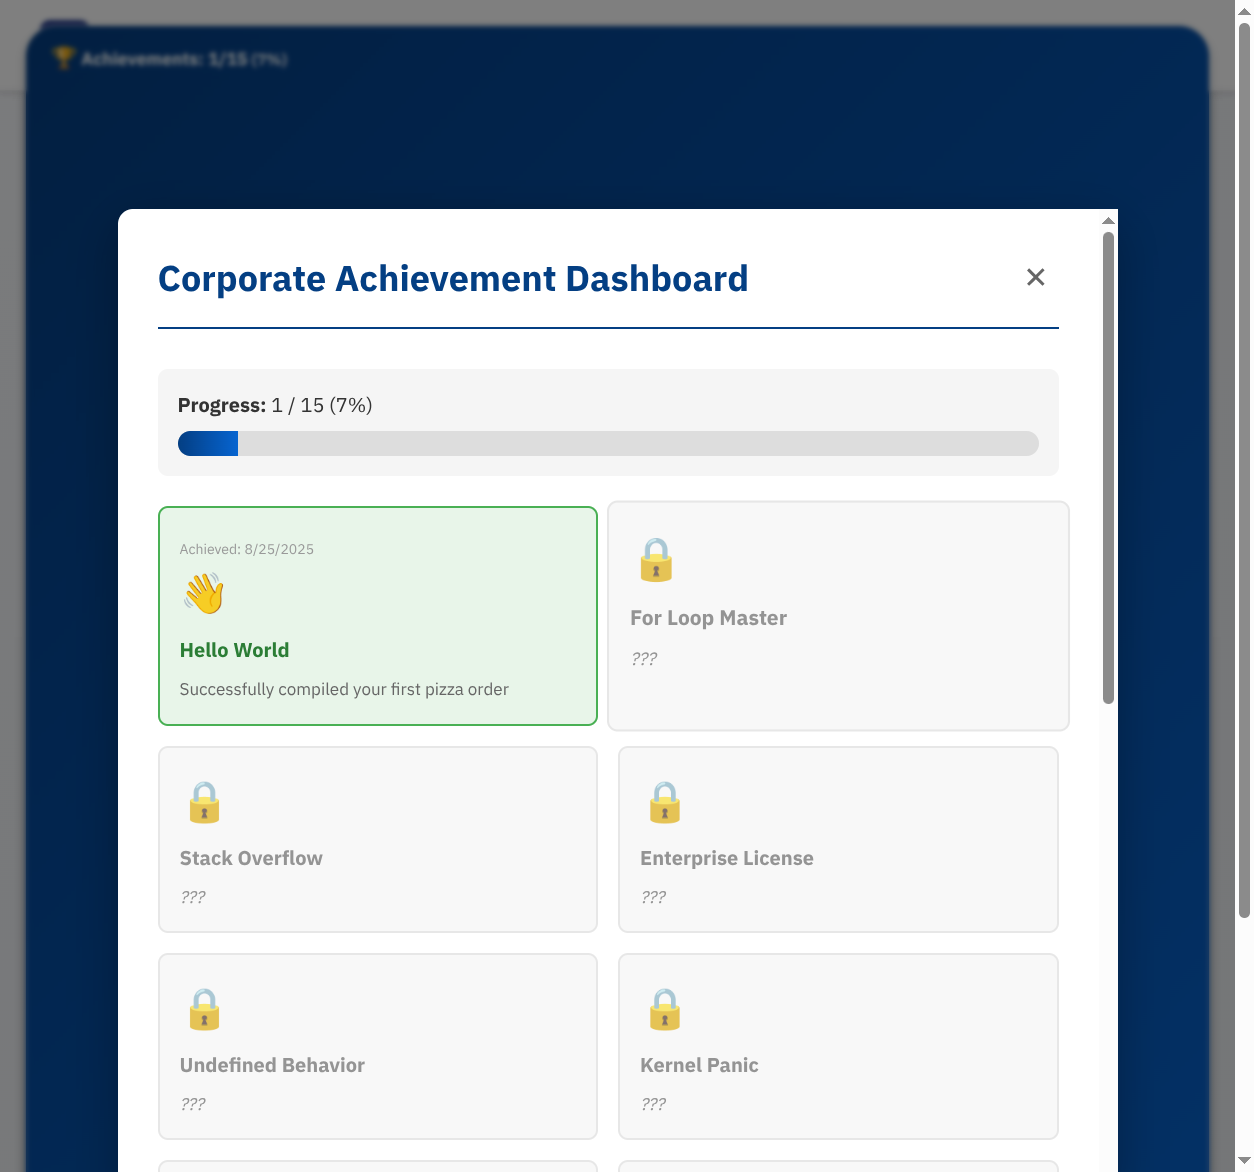 Achievements: 1/15 (7%)
Corporate Achievement Dashboard
Progress: 1 / 15 (7%)
Achieved: 8/25/2025
Hello World
Successfully compiled your first pizza order
For Loop Master
???
Stack Overflow
???
Enterprise License
???
Undefined Behavior
???
Kernel Panic
???